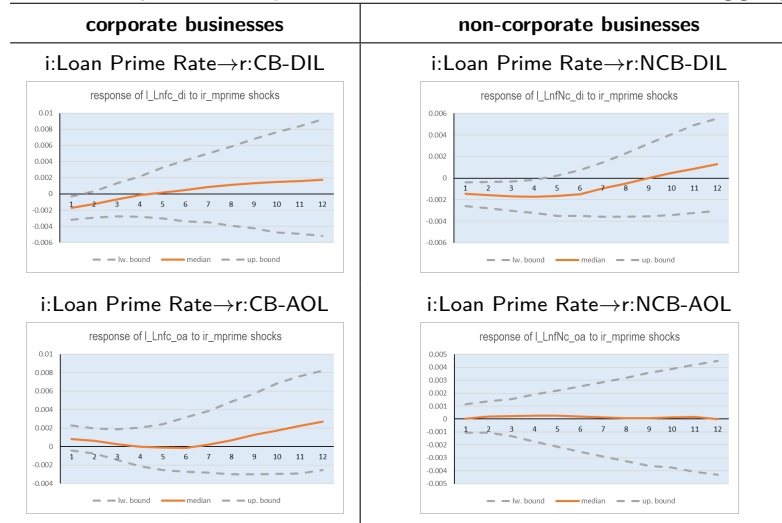 corporate businesses
non-corporate businesses
i:Loan Prime Rate→r:CB-DIL
i:Loan Prime Rate→r:NCB-DIL
response of l_Lnfc_di to ir_mprime shocks
0.01
0.008
0.006
0.004
0.002
0
-0.002
-0.004
-0.006
1 2 3 4 5 6 7 8 9 10 11 12
lw. bound median up. bound
response of l_LnfNc_di to ir_mprime shocks
0.006
0.004
0.002
0
-0.002
-0.004
-0.006
1 2 3 4 5 6 7 8 9 10 11 12
lw. bound median up. bound
i:Loan Prime Rate→r:CB-AOL
i:Loan Prime Rate→r:NCB-AOL
response of l_Lnfc_oa to ir_mprime shocks
0.01
0.008
0.006
0.004
0.002
0
-0.002
-0.004
1 2 3 4 5 6 7 8 9 10 11 12
lw. bound median up. bound
response of l_LnfNc_oa to ir_mprime shocks
0.005
0.004
0.003
0.002
0.001
0
-0.001
-0.002
-0.003
-0.004
-0.005
1 2 3 4 5 6 7 8 9 10 11 12
lw. bound median up. bound